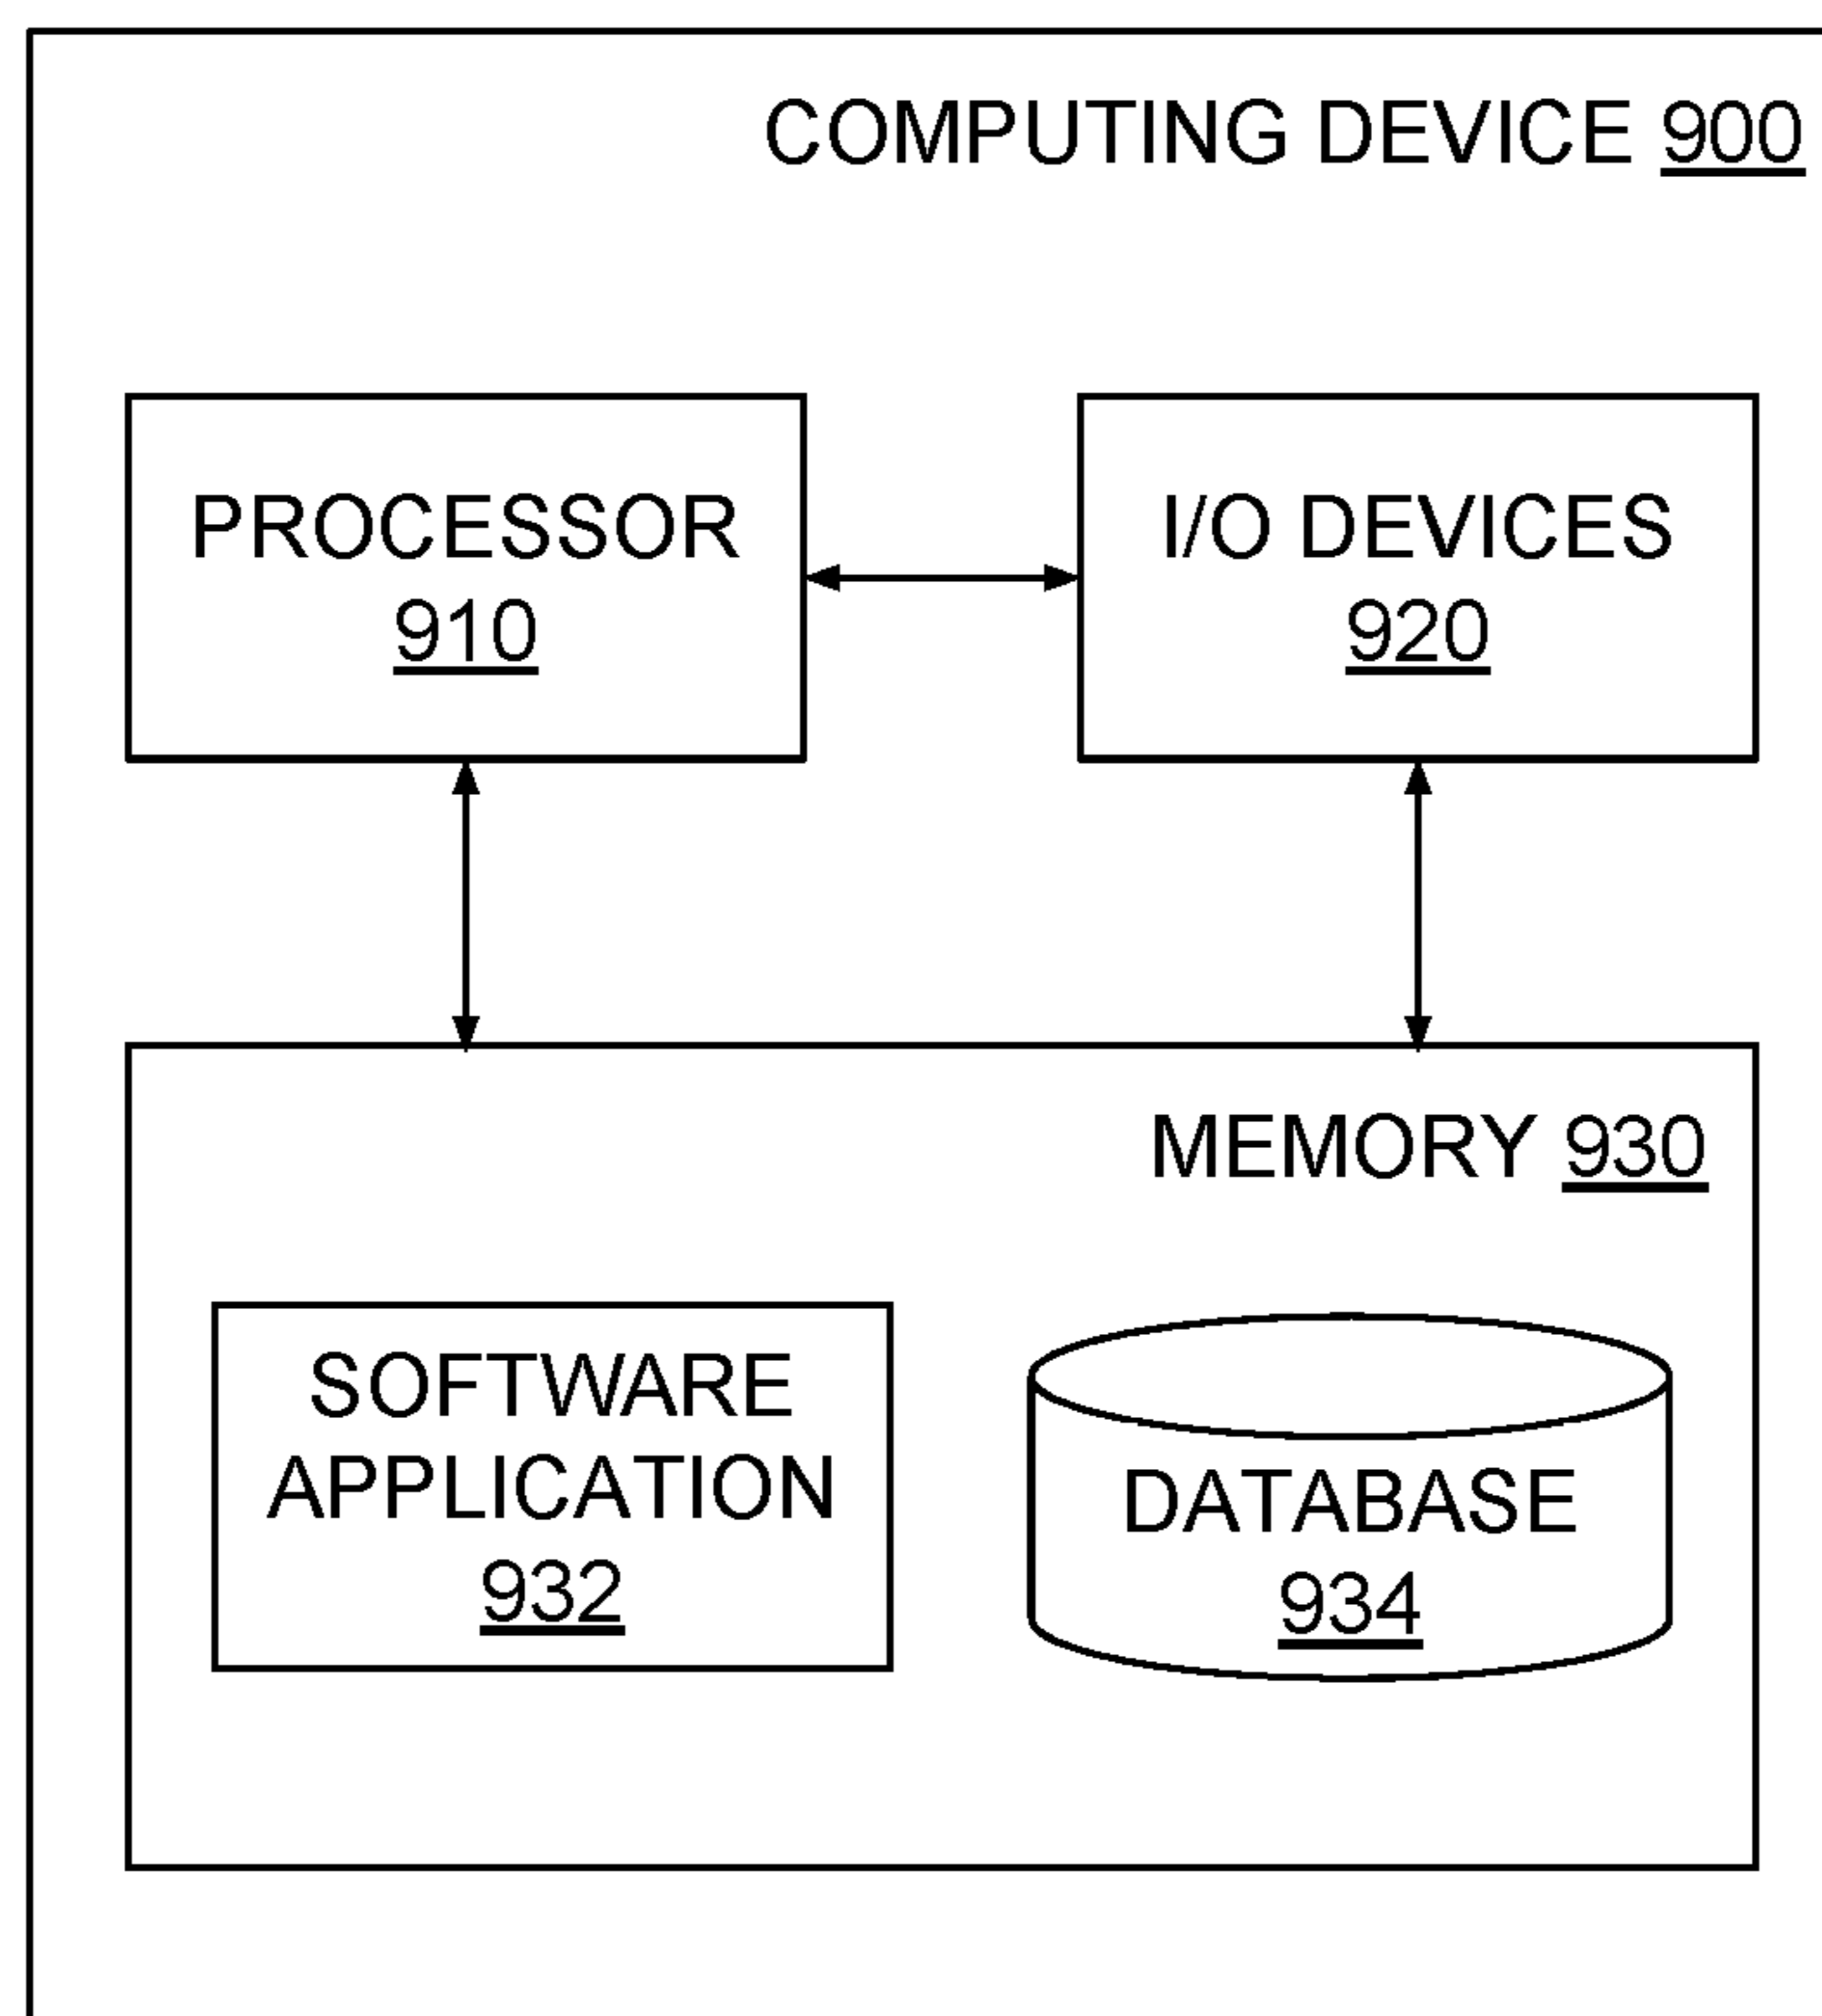 COMPUTING DEVICE 900
PROCESSOR
910
I/O DEVICES
920
MEMORY 930
SOFTWARE
APPLICATION
932
DATABASE
934